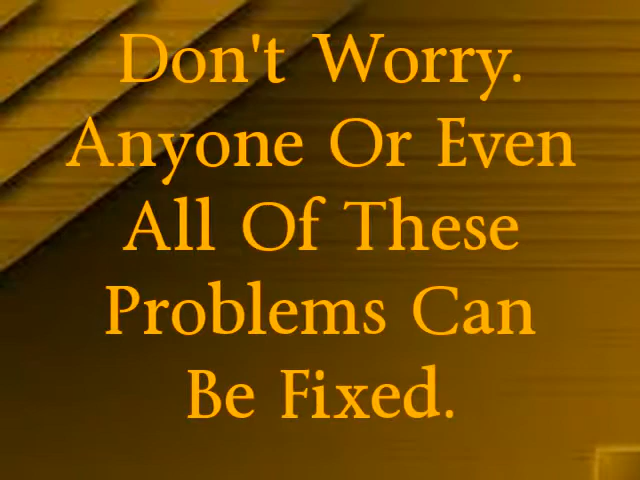 Don't Worry.
Anyone Or Even
All Of These
Problems Can
Be Fixed.